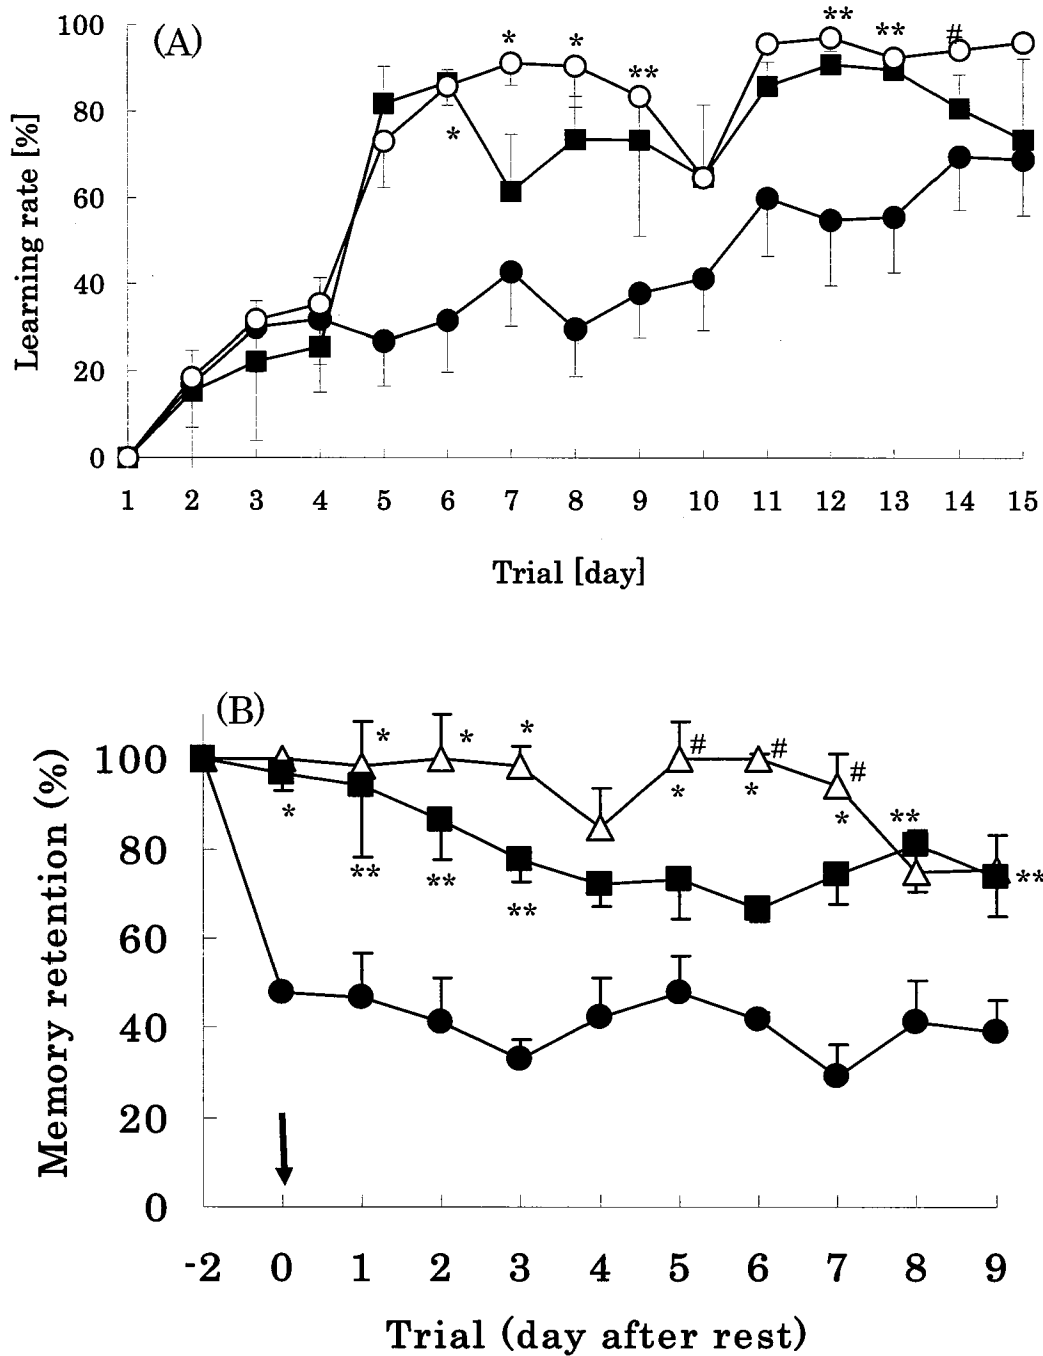 (A)
Learning rate [%]
100
80
60
40
20
0
* * ** * ** ** #
1 2 3 4 5 6 7 8 9 10 11 12 13 14 15
Trial [day]
(B)
Memory retention (%)
100
80
60
40
20
0
* * * # # #
* * * * **
** ** ** **
-2 0 1 2 3 4 5 6 7 8 9
Trial (day after rest)